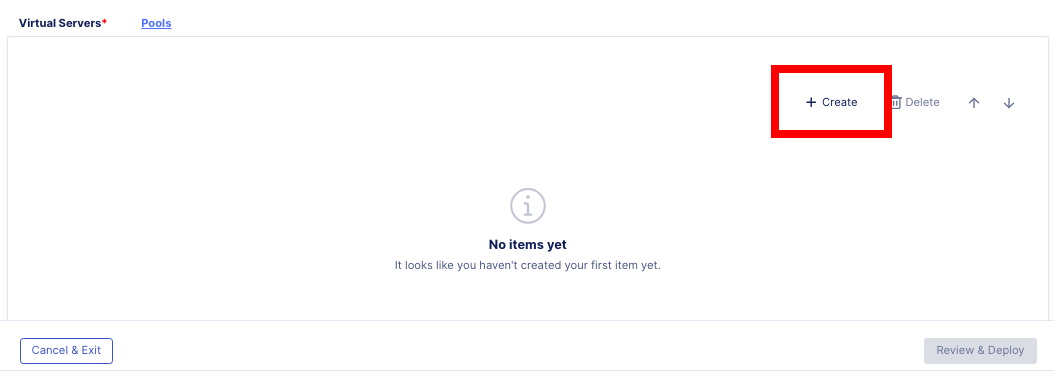 Virtual Servers* Pools
+ Create Delete
No items yet
It looks like you haven't created your first item yet.
Cancel & Exit Review & Deploy